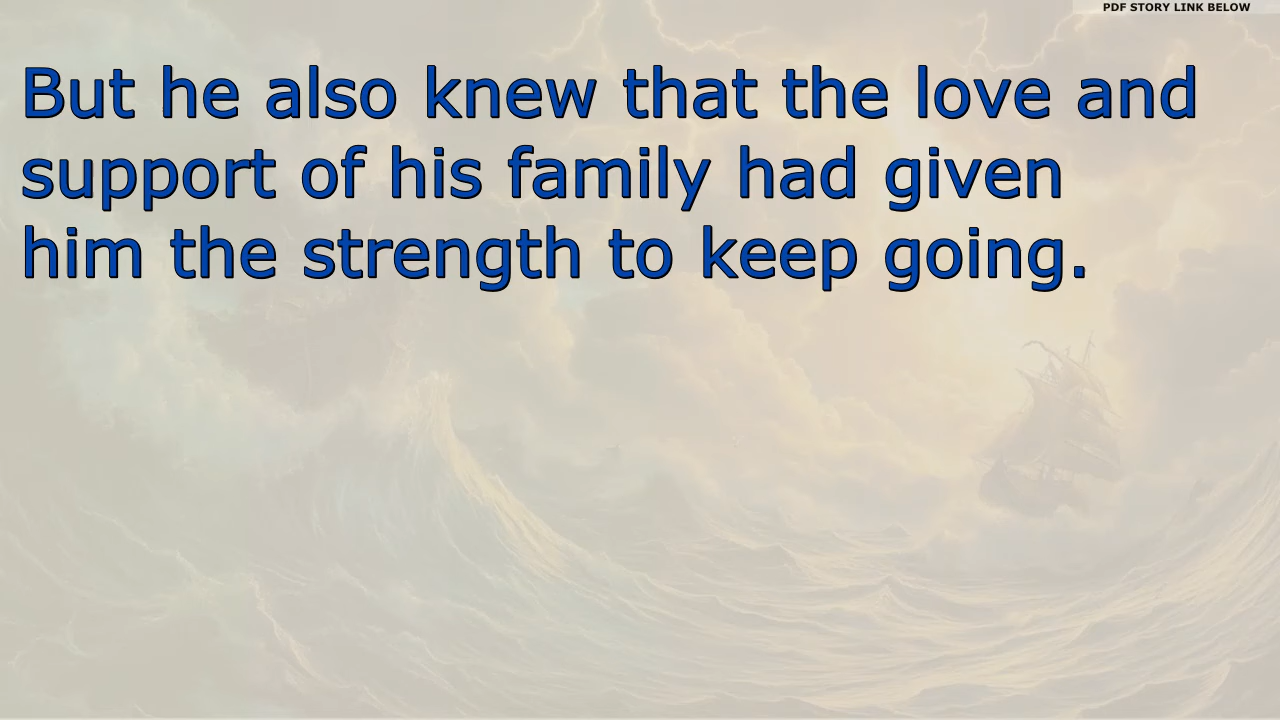 PDF STORY LINK BELOW
But he also knew that the love and
support of his family had given
him the strength to keep going.